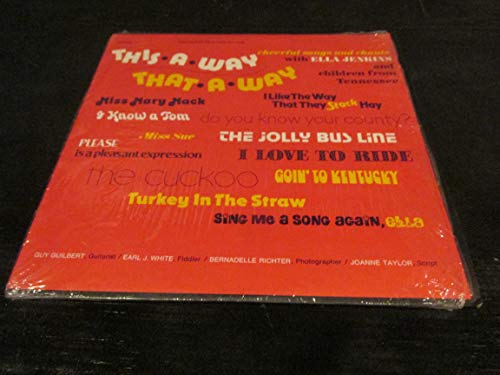 THIS•A•WAY
cheerful songs and chants
with ELLA JENKINS
and
children from
Tennessee
THAT•A•WAY
Miss Mary Mack
I Like The Way
That They Stack Hay
I Know a Tom
do you know your county?
Miss Sue
THE JOLLY BUS LINE
PLEASE
is a pleasant expression
I LOVE TO RIDE
the cuckoo
GOIN' TO KENTUCKY
Turkey In The Straw
SING ME A SONG AGAIN, ELLA
GUY GUILBERT Guitarist / EARL J. WHITE Fiddler / BERNADELLE RICHTER Photographer / JOANNE TAYLOR, Script